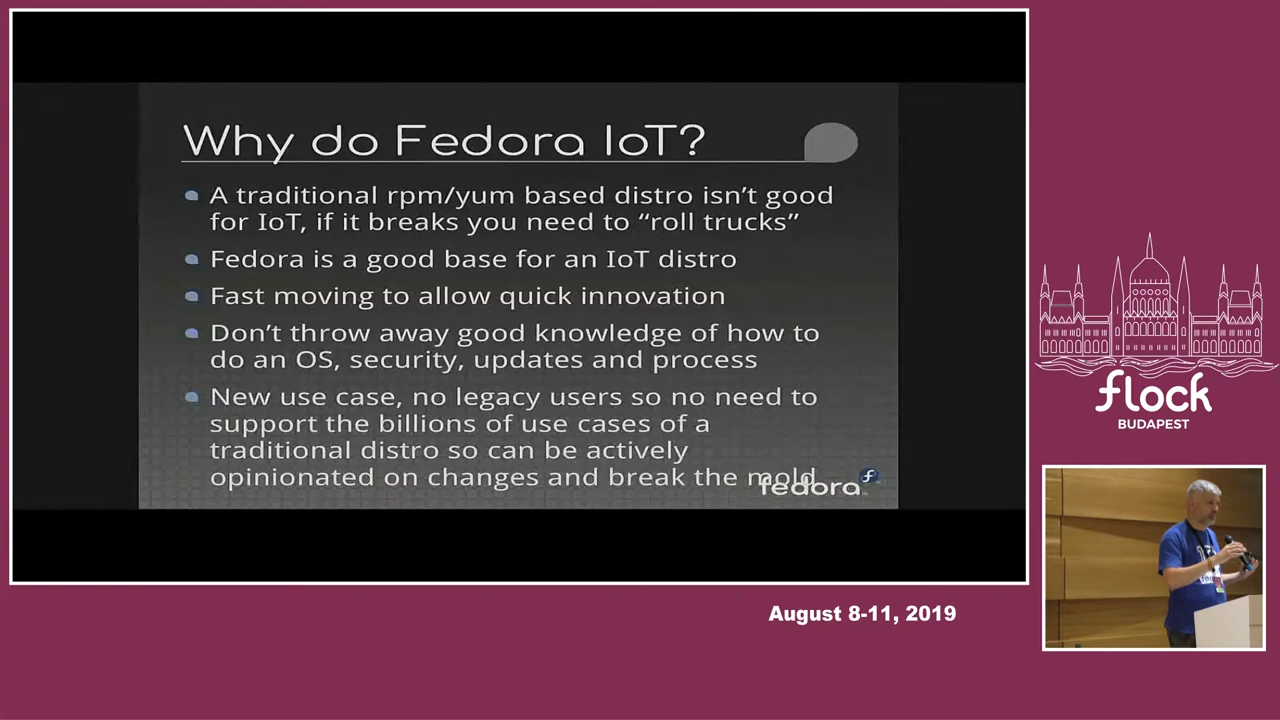 Why do Fedora IoT?
A traditional rpm/yum based distro isn't good
for IoT, if it breaks you need to “roll trucks”
Fedora is a good base for an IoT distro
Fast moving to allow quick innovation
Don't throw away good knowledge of how to
do an OS, security, updates and process
New use case, no legacy users so no need to
support the billions of use cases of a
traditional distro so can be actively
opinionated on changes and break the mold
fedora
flock
BUDAPEST
August 8-11, 2019